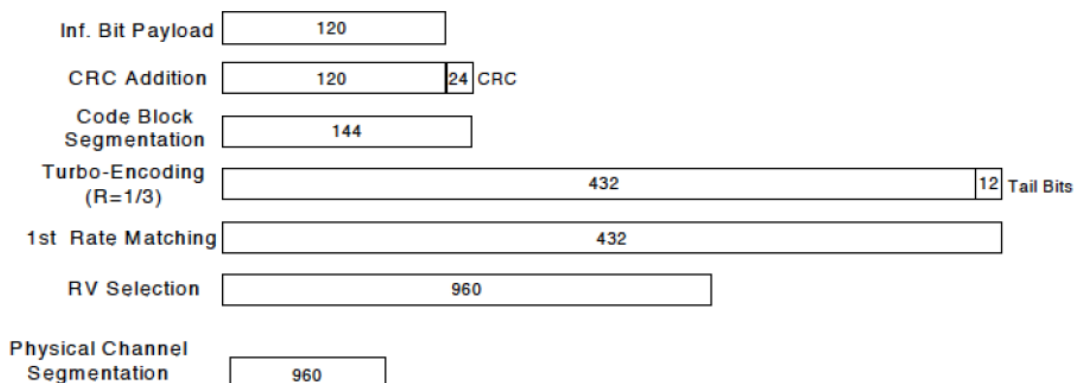 Inf. Bit Payload 120
CRC Addition 120 24 CRC
Code Block
Segmentation 144
Turbo-Encoding
(R=1/3) 432 12 Tail Bits
1st Rate Matching 432
RV Selection 960
Physical Channel
Segmentation 960